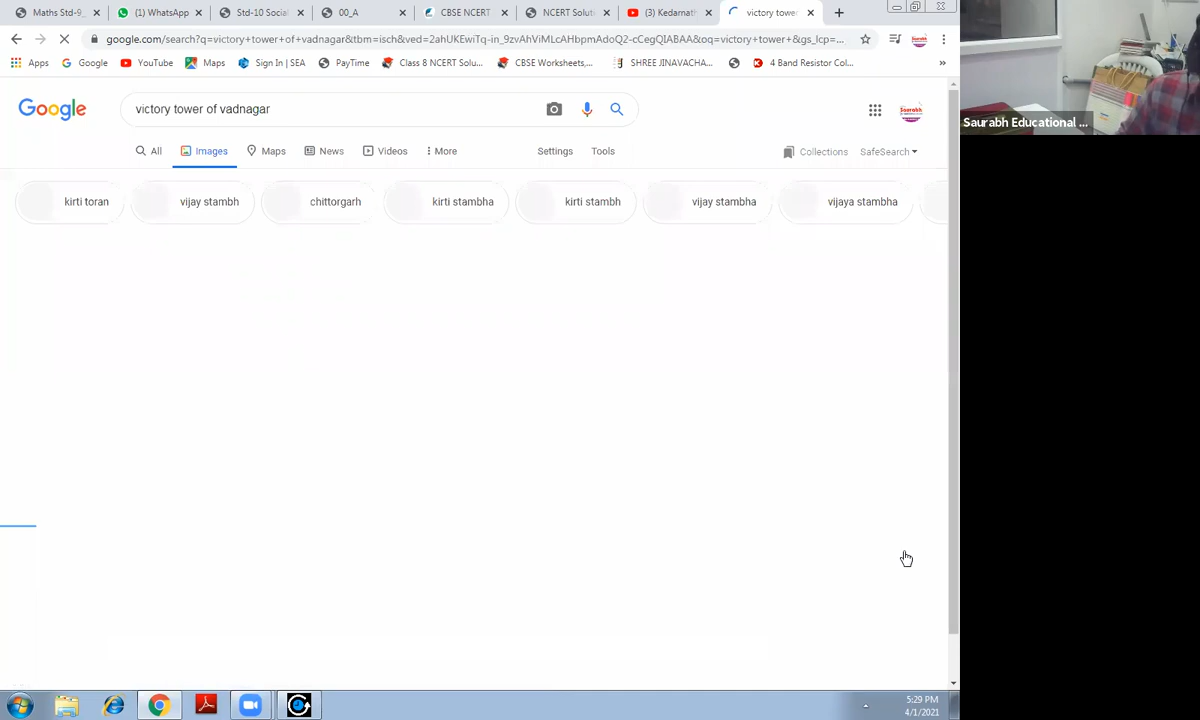 Maths Std-9_
(1) WhatsApp
Std-10 Social
00_A
CBSE NCERT
NCERT Soluti
(3) Kedarnath
victory tower
google.com/search?q=victory+tower+of+vadnagar&tbm=isch&ved=2ahUKEwiTq-in_9zvAhViMLcAHbpmAdoQ2-cCegQIABAA&oq=victory+tower+&gs_lcp=...
Apps
Google
YouTube
Maps
Sign In | SEA
PayTime
Class 8 NCERT Solu...
CBSE Worksheets,...
SHREE JINAVACHA...
4 Band Resistor Col...
»
Google
victory tower of vadnagar
All
Images
Maps
News
Videos
More
Settings
Tools
Collections
SafeSearch
kirti toran
vijay stambh
chittorgarh
kirti stambha
kirti stambh
vijay stambha
vijaya stambha
Saurabh Educational ...
5:29 PM
4/1/2021